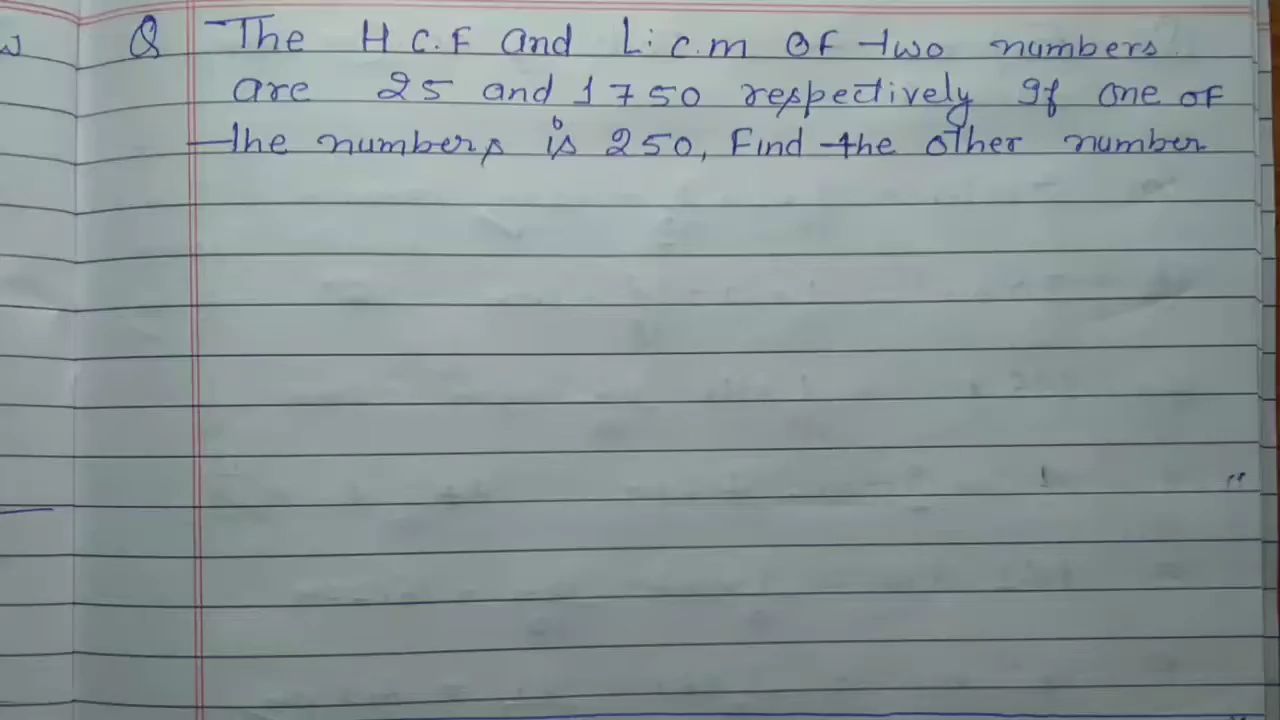 Q The H C.F and L.C.M OF two numbers
are 25 and 1750 respectively If one of
the numbers is 250, Find the other number